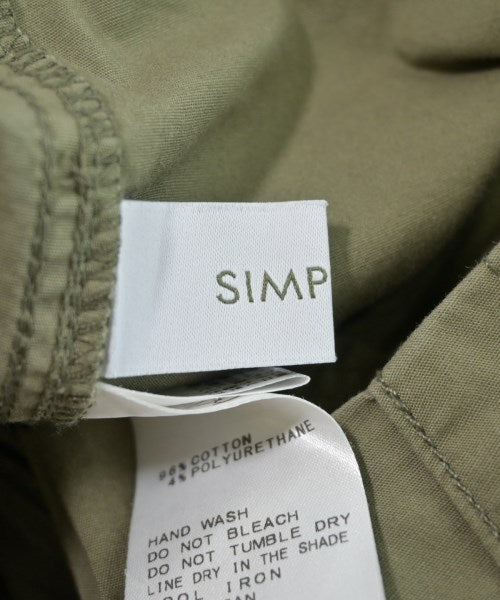 SIMP
96% COTTON
4% POLYURETHANE
HAND WASH
DO NOT BLEACH
DO NOT TUMBLE DRY
LINE DRY IN THE SHADE
IRON